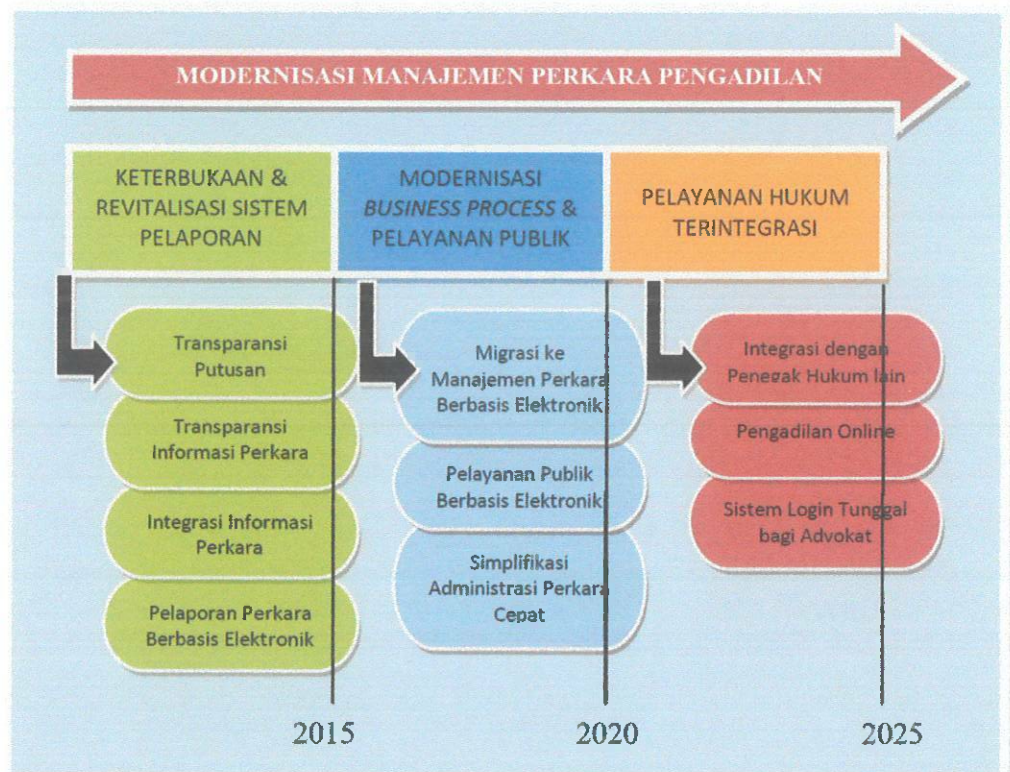 MODERNISASI MANAJEMEN PERKARA PENGADILAN
KETERBUKAAN &
REVITALISASI SISTEM
PELAPORAN
MODERNISASI
BUSINESS PROCESS &
PELAYANAN PUBLIK
PELAYANAN HUKUM
TERINTEGRASI
Transparansi
Putusan
Transparansi
Informasi Perkara
Integrasi Informasi
Perkara
Pelaporan Perkara
Berbasis Elektronik
Migrasi ke
Manajemen Perkara
Berbasis Elektronik
Pelayanan Publik
Berbasis Elektronik
Simplifikasi
Administrasi Perkara
Cepat
Integrasi dengan
Penegak Hukum lain
Pengadilan Online
Sistem Login Tunggal
bagi Advokat
2015
2020
2025